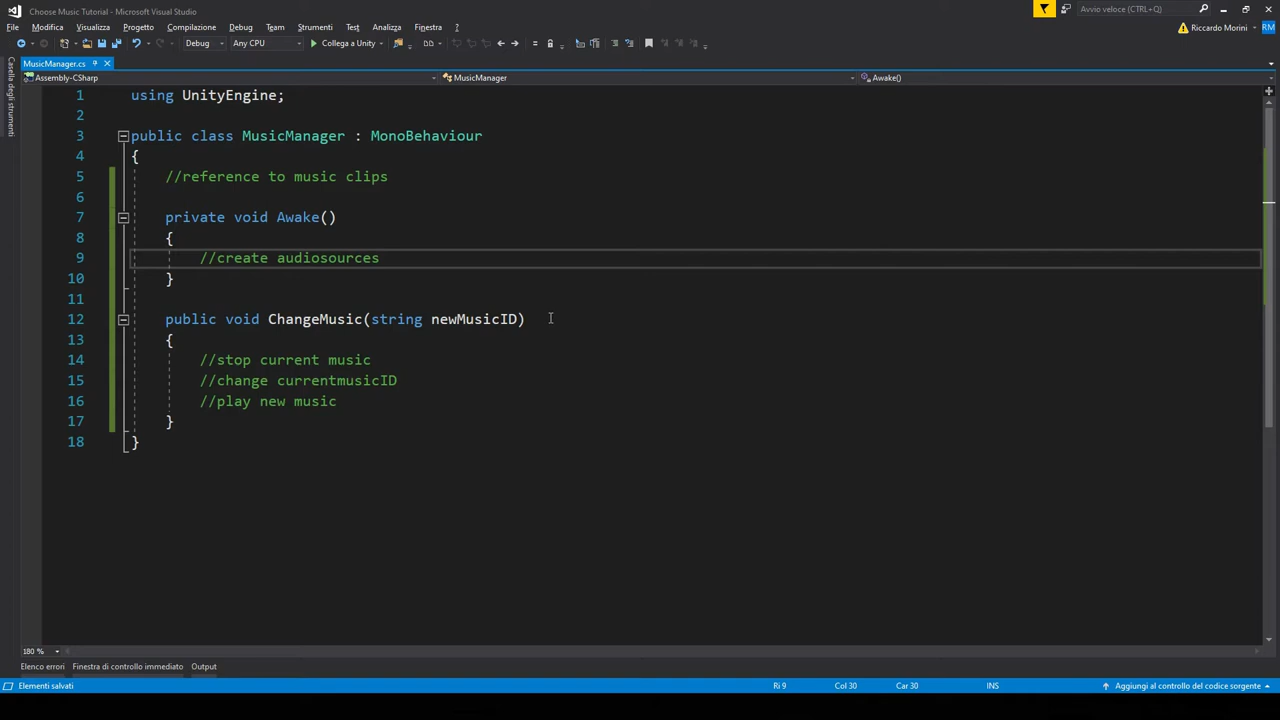 Choose Music Tutorial - Microsoft Visual Studio
Avvio veloce (CTRL+Q)
File Modifica Visualizza Progetto Compilazione Debug Team Strumenti Test Analizza Finestra ?
Riccardo Morini RM
Debug Any CPU Collega a Unity
MusicManager.cs
Assembly-CSharp MusicManager Awake()
Casella degli strumenti
1 using UnityEngine;
2
3 public class MusicManager : MonoBehaviour
4 {
5 //reference to music clips
6
7 private void Awake()
8 {
9 //create audiosources
10 }
11
12 public void ChangeMusic(string newMusicID)
13 {
14 //stop current music
15 //change currentmusicID
16 //play new music
17 }
18 }
180 %
Elenco errori Finestra di controllo immediato Output
Elementi salvati Ri 9 Col 30 Car 30 INS Aggiungi al controllo del codice sorgente